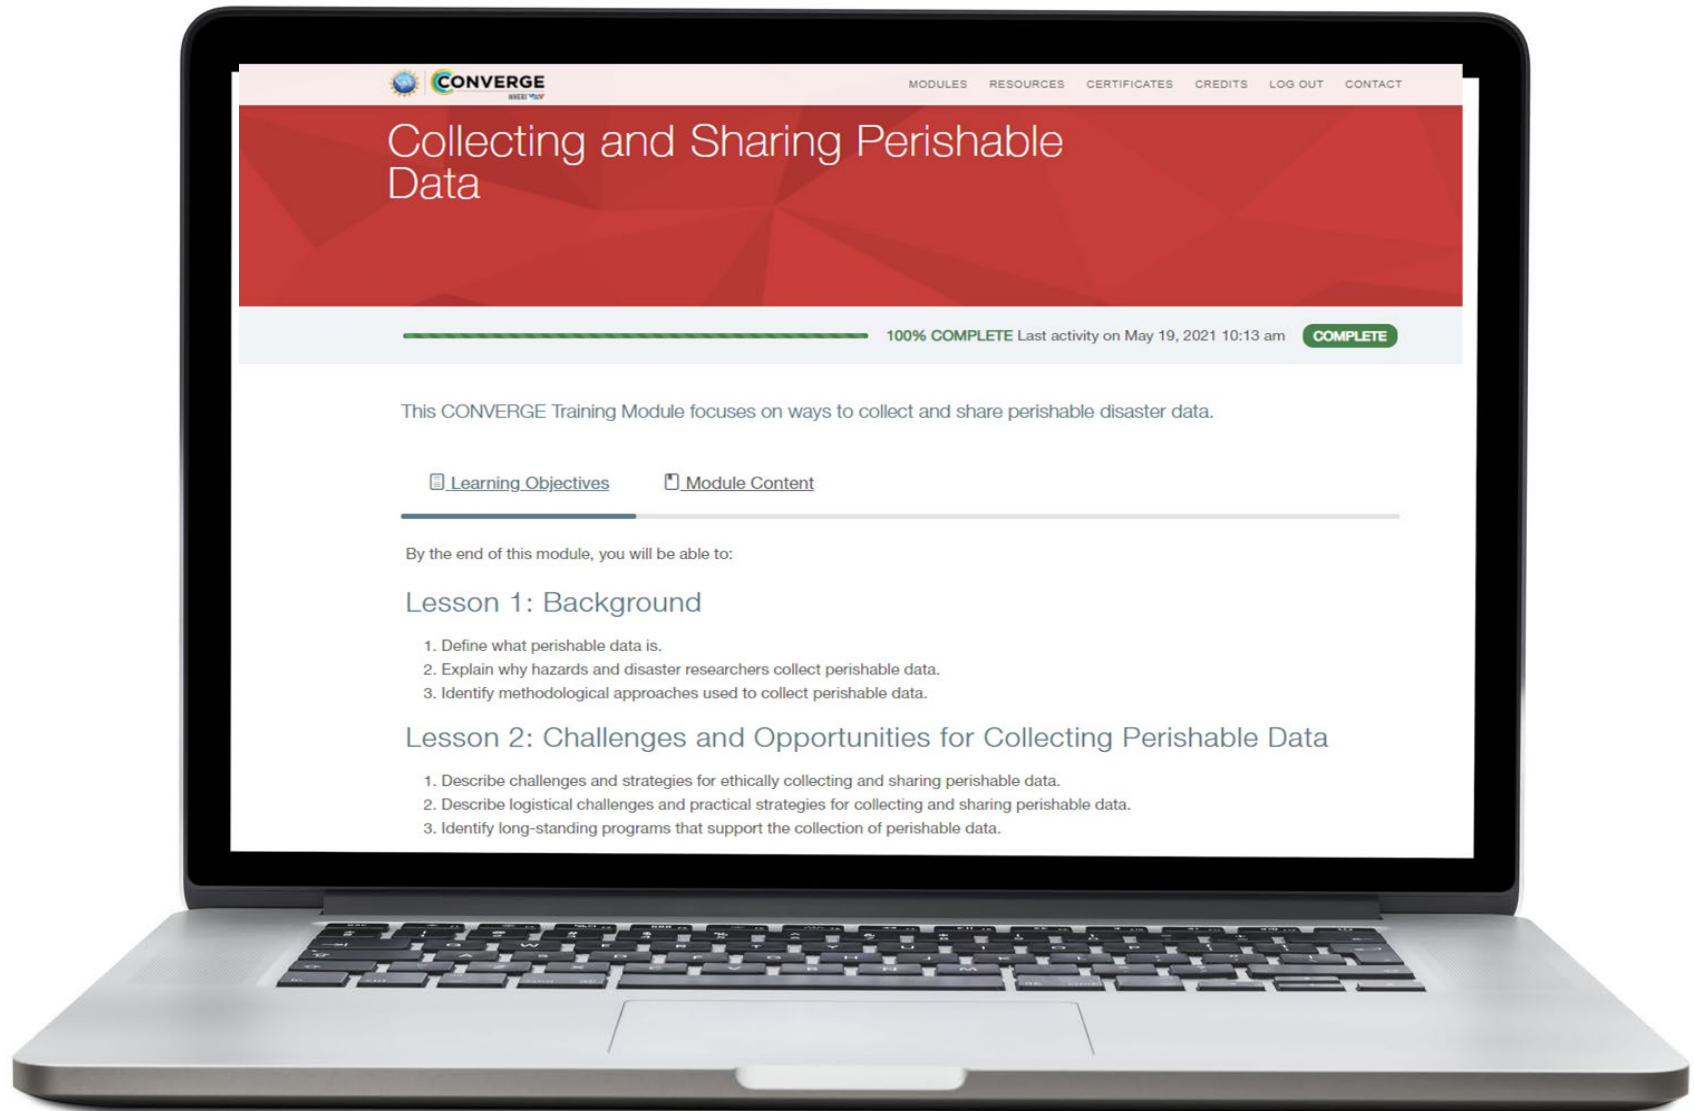 CONVERGE
MODULES RESOURCES CERTIFICATES CREDITS LOG OUT CONTACT
Collecting and Sharing Perishable
Data
100% COMPLETE Last activity on May 19, 2021 10:13 am COMPLETE
This CONVERGE Training Module focuses on ways to collect and share perishable disaster data.
Learning Objectives Module Content
By the end of this module, you will be able to:
Lesson 1: Background
1. Define what perishable data is.
2. Explain why hazards and disaster researchers collect perishable data.
3. Identify methodological approaches used to collect perishable data.
Lesson 2: Challenges and Opportunities for Collecting Perishable Data
1. Describe challenges and strategies for ethically collecting and sharing perishable data.
2. Describe logistical challenges and practical strategies for collecting and sharing perishable data.
3. Identify long-standing programs that support the collection of perishable data.